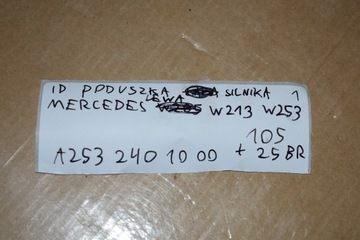 ID PODUSZKA SILNIKA 1
LEWA
MERCEDES W213 W253
105
A253 240 10 00 + 25 BR